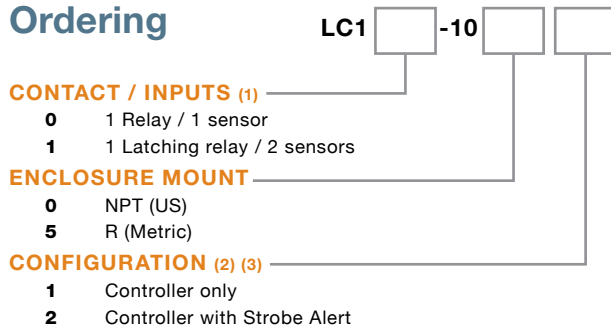 Ordering
LC1 -10
CONTACT / INPUTS (1)
0 1 Relay / 1 sensor
1 1 Latching relay / 2 sensors
ENCLOSURE MOUNT
0 NPT (US)
5 R (Metric)
CONFIGURATION (2) (3)
1 Controller only
2 Controller with Strobe Alert